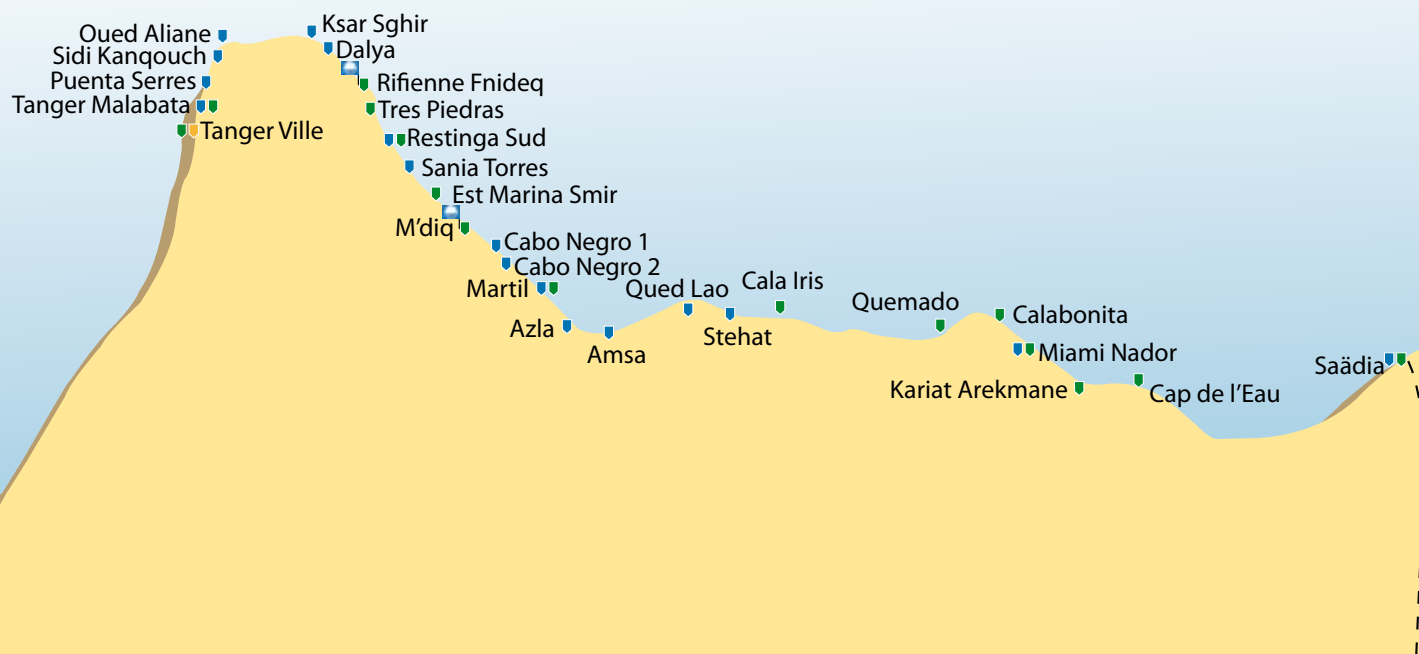 Oued Aliane
Sidi Kanqouch
Puenta Serres
Tanger Malabata
Tanger Ville
Ksar Sghir
Dalya
Rifienne Fnideq
Tres Piedras
Restinga Sud
Sania Torres
Est Marina Smir
M'diq
Cabo Negro 1
Cabo Negro 2
Martil
Azla
Amsa
Qued Lao
Stehat
Cala Iris
Quemado
Calabonita
Miami Nador
Kariat Arekmane
Cap de l'Eau
Saädia